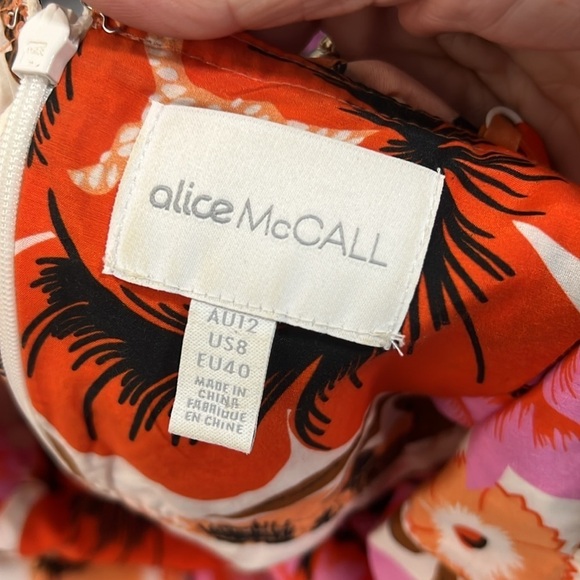 alice McCALL
AU12
US8
EU40
MADE IN
CHINA
FABRIQUE
EN CHINE